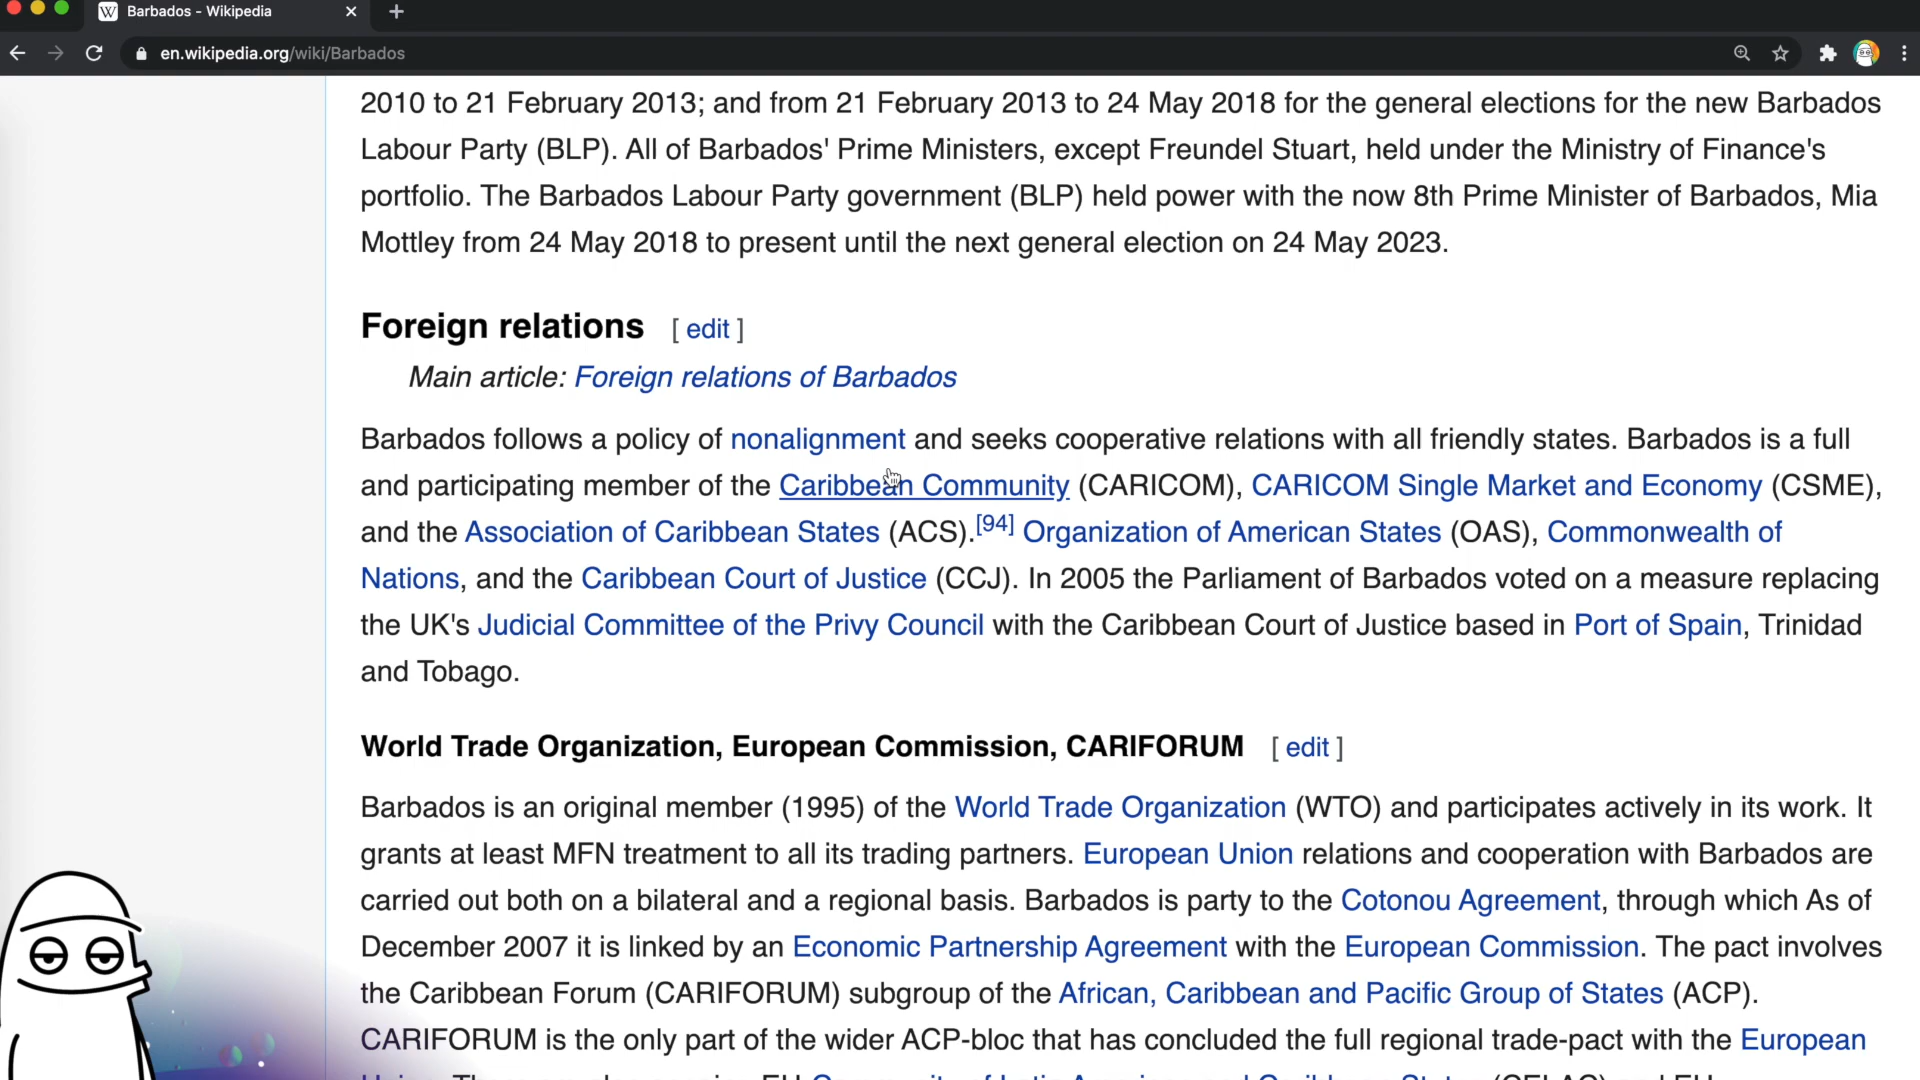 Barbados - Wikipedia
en.wikipedia.org/wiki/Barbados
2010 to 21 February 2013; and from 21 February 2013 to 24 May 2018 for the general elections for the new Barbados
Labour Party (BLP). All of Barbados' Prime Ministers, except Freundel Stuart, held under the Ministry of Finance's
portfolio. The Barbados Labour Party government (BLP) held power with the now 8th Prime Minister of Barbados, Mia
Mottley from 24 May 2018 to present until the next general election on 24 May 2023.
Foreign relations [ edit ]
Main article: Foreign relations of Barbados
Barbados follows a policy of nonalignment and seeks cooperative relations with all friendly states. Barbados is a full
and participating member of the Caribbean Community (CARICOM), CARICOM Single Market and Economy (CSME),
and the Association of Caribbean States (ACS).[94] Organization of American States (OAS), Commonwealth of
Nations, and the Caribbean Court of Justice (CCJ). In 2005 the Parliament of Barbados voted on a measure replacing
the UK's Judicial Committee of the Privy Council with the Caribbean Court of Justice based in Port of Spain, Trinidad
and Tobago.
World Trade Organization, European Commission, CARIFORUM [ edit ]
Barbados is an original member (1995) of the World Trade Organization (WTO) and participates actively in its work. It
grants at least MFN treatment to all its trading partners. European Union relations and cooperation with Barbados are
carried out both on a bilateral and a regional basis. Barbados is party to the Cotonou Agreement, through which As of
December 2007 it is linked by an Economic Partnership Agreement with the European Commission. The pact involves
the Caribbean Forum (CARIFORUM) subgroup of the African, Caribbean and Pacific Group of States (ACP).
CARIFORUM is the only part of the wider ACP-bloc that has concluded the full regional trade-pact with the European